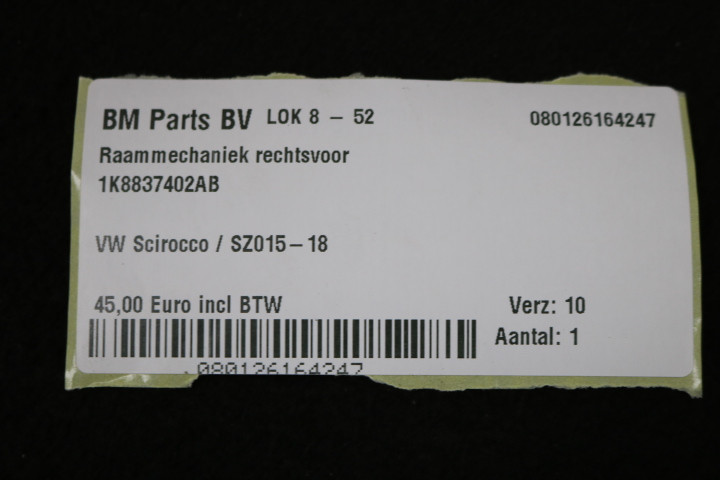 BM Parts BV LOK 8 - 52 080126164247
Raammechaniek rechtsvoor
1K8837402AB
VW Scirocco / SZ015-18
45,00 Euro incl BTW Verz: 10
Aantal: 1
080126164247